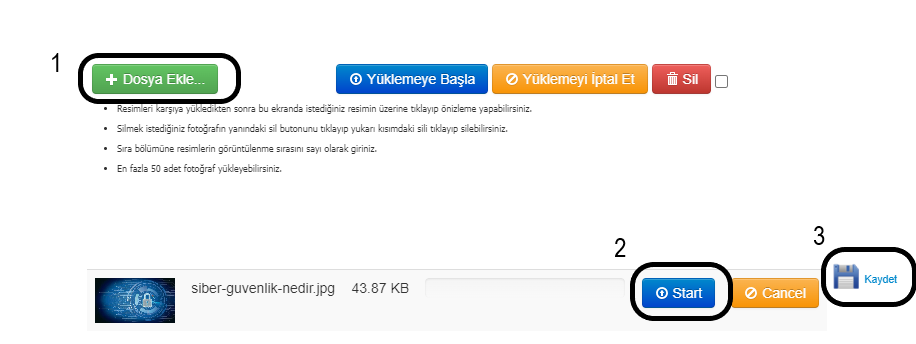 1
+ Dosya Ekle...
Yüklemeye Başla
Yüklemeyi İptal Et
Sil
• Resimleri karşıya yükledikten sonra bu ekranda istediğiniz resimin üzerine tıklayıp önizleme yapabilirsiniz.
• Silmek istediğiniz fotoğrafın yanındaki sil butonunu tıklayıp yukarı kısımdaki sili tıklayıp silebilirsiniz.
• Sıra bölümüne resimlerin görüntülenme sırasını sayı olarak giriniz.
• En fazla 50 adet fotoğraf yükleyebilirsiniz.
2
3
siber-guvenlik-nedir.jpg 43.87 KB
Start
Cancel
Kaydet